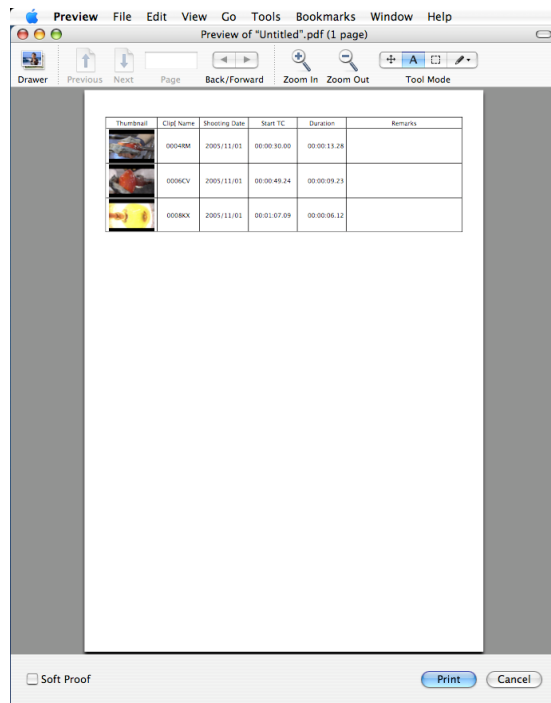 Preview File Edit View Go Tools Bookmarks Window Help
Preview of "Untitled".pdf (1 page)
Drawer Previous Next Page Back/Forward Zoom In Zoom Out Tool Mode
A
Thumbnail Clip[ Name Shooting Date Start TC Duration Remarks
0004RM 2005/11/01 00:00:30.00 00:00:13.28
0006CV 2005/11/01 00:00:49.24 00:00:09.23
0008KX 2005/11/01 00:01:07.09 00:00:06.12
Soft Proof Print Cancel